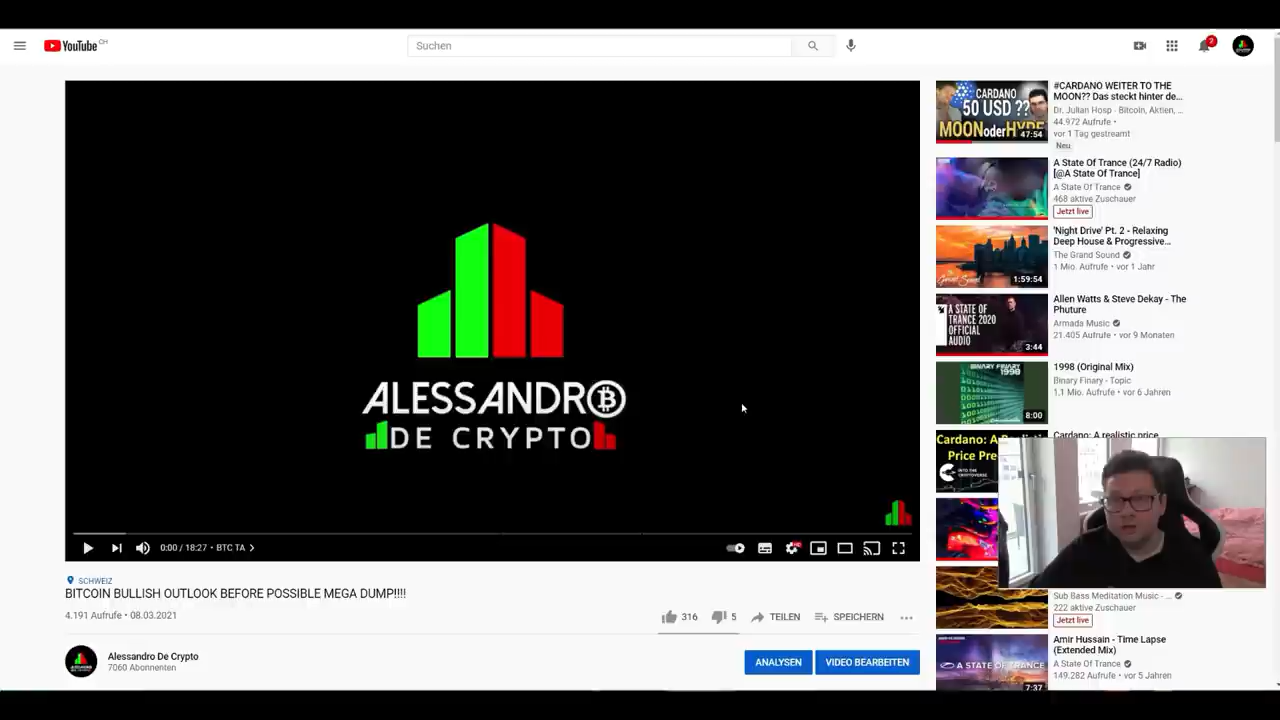 YouTube CH
Suchen
2
ALESSANDRO
DE CRYPTO
0:00 / 18:27 • BTC TA
HD
SCHWEIZ
BITCOIN BULLISH OUTLOOK BEFORE POSSIBLE MEGA DUMP!!!!
4.191 Aufrufe • 08.03.2021
316
5
TEILEN
SPEICHERN
Alessandro De Crypto
7060 Abonnenten
ANALYSEN
VIDEO BEARBEITEN
CARDANO
50 USD ??
MOON oder HYPE
47:54
#CARDANO WEITER TO THE
MOON?? Das steckt hinter de...
Dr. Julian Hosp - Bitcoin, Aktien, ...
44.972 Aufrufe •
vor 1 Tag gestreamt
Neu
A State Of Trance (24/7 Radio)
[@A State Of Trance]
A State Of Trance
468 aktive Zuschauer
Jetzt live
1:59:54
'Night Drive' Pt. 2 - Relaxing
Deep House & Progressive...
The Grand Sound
1 Mio. Aufrufe • vor 1 Jahr
A STATE OF
TRANCE 2020
OFFICIAL
AUDIO
3:44
Allen Watts & Steve Dekay - The
Phuture
Armada Music
21.405 Aufrufe • vor 9 Monaten
BINARY FINARY
1998
8:00
1998 (Original Mix)
Binary Finary - Topic
1.1 Mio. Aufrufe • vor 6 Jahren
Cardano: A
Price Pre
INTO THE
CRYPTOVERSE
Cardano: A realistic price
Sub Bass Meditation Music - ...
222 aktive Zuschauer
Jetzt live
A STATE OF TRANCE
7:37
Amir Hussain - Time Lapse
(Extended Mix)
A State Of Trance
149.282 Aufrufe • vor 5 Jahren